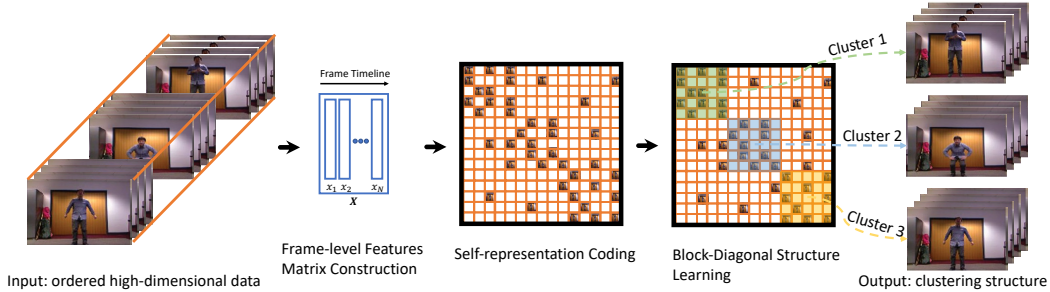 Cluster 1
Frame Timeline
Cluster 2
x1 x2 xN
X
Cluster 3
Frame-level Features
Matrix Construction
Self-representation Coding
Block-Diagonal Structure
Learning
Input: ordered high-dimensional data
Output: clustering structure